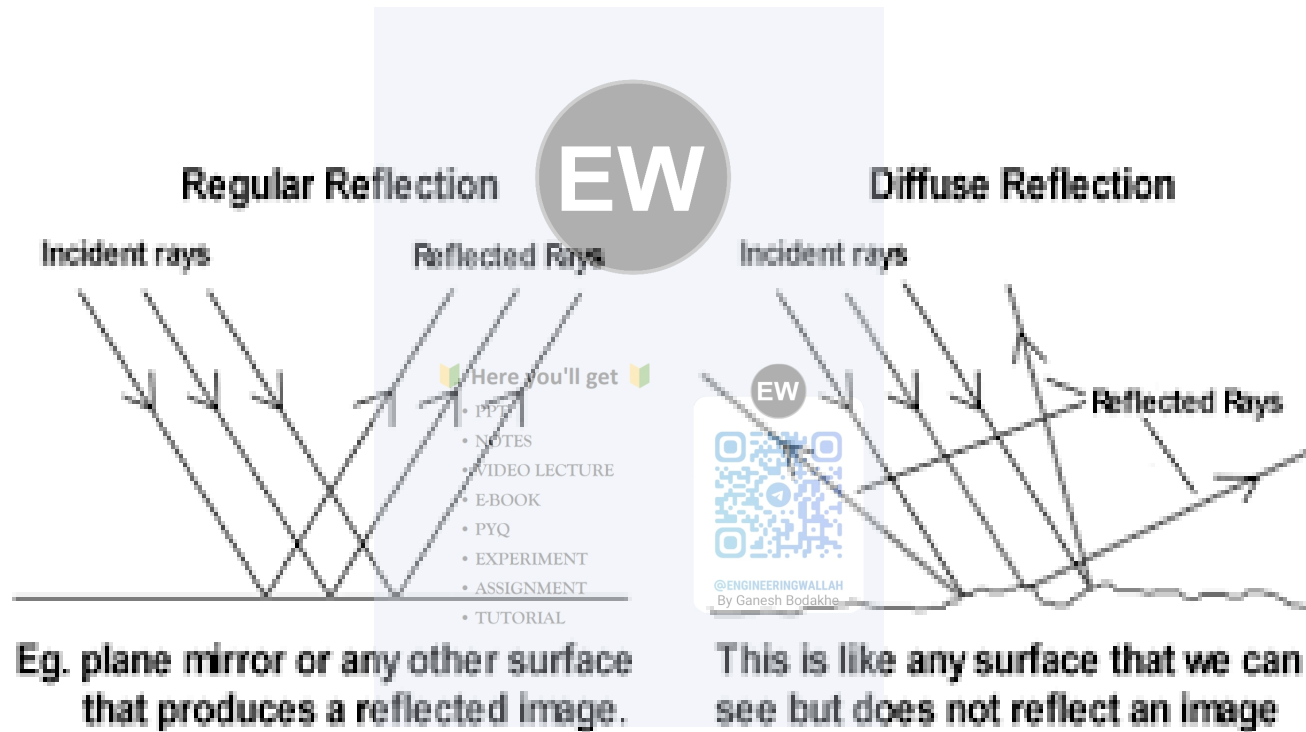 EW
Regular Reflection
Diffuse Reflection
Incident rays
Reflected Rays
Incident rays
Here you'll get
• PPT
• NOTES
• VIDEO LECTURE
• E-BOOK
• PYQ
• EXPERIMENT
• ASSIGNMENT
• TUTORIAL
EW
Reflected Rays
@ENGINEERINGWALLAH
By Ganesh Bodakhe
Eg. plane mirror or any other surface
that produces a reflected image.
This is like any surface that we can
see but does not reflect an image